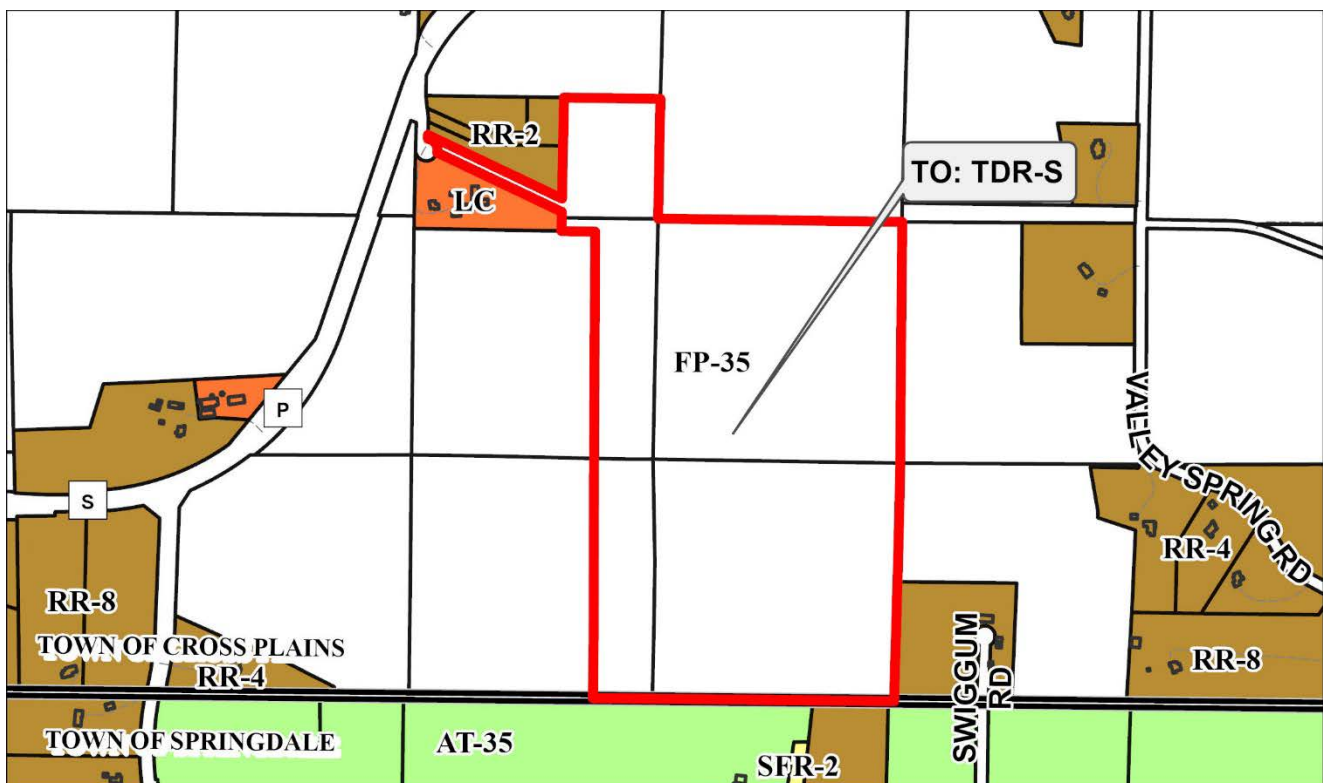 RR-2
TO: TDR-S
LC
FP-35
P
S
VALLEY SPRING RD
RR-4
RR-8
TOWN OF CROSS PLAINS
RR-4
SWIGGUM
RD
RR-8
TOWN OF SPRINGDALE
AT-35
SFR-2